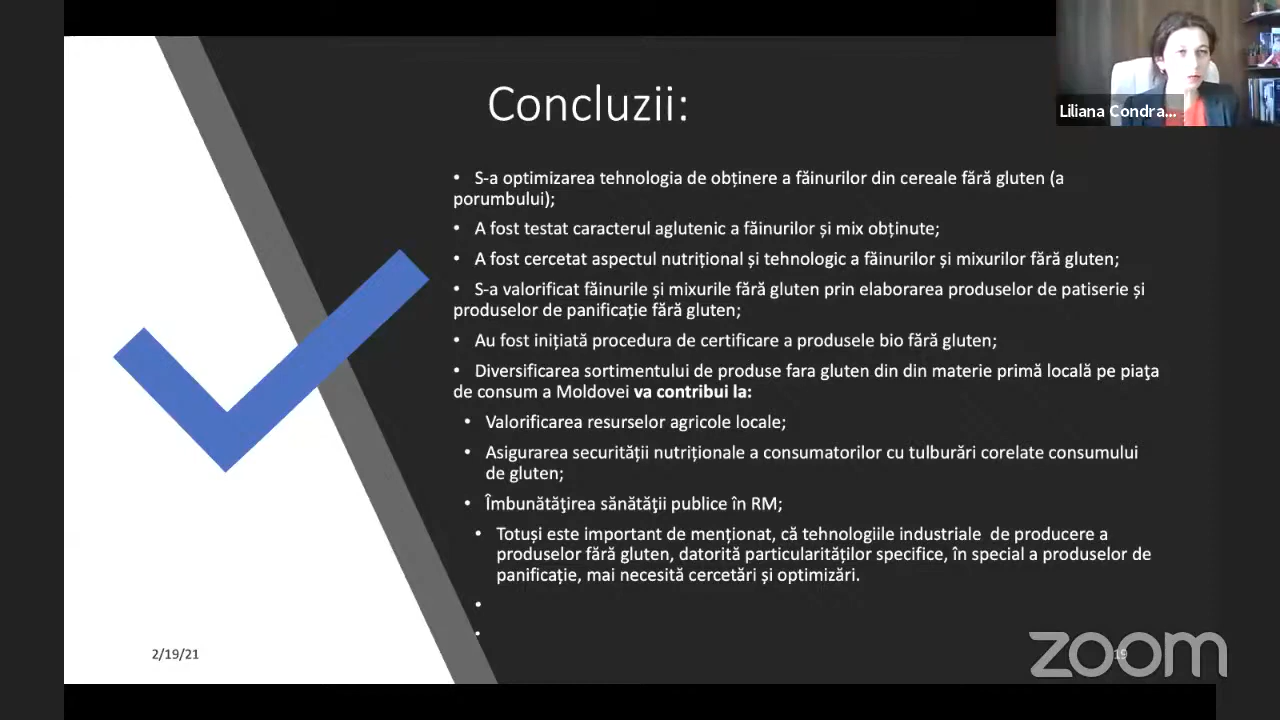 Liliana Condra...
Concluzii:
• S-a optimizarea tehnologia de obținere a făinurilor din cereale fără gluten (a
porumbului);
• A fost testat caracterul aglutenic a făinurilor și mix obținute;
• A fost cercetat aspectul nutrițional și tehnologic a făinurilor și mixurilor fără gluten;
• S-a valorificat făinurile și mixurile fără gluten prin elaborarea produselor de patiserie și
produselor de panificație fără gluten;
• Au fost inițiată procedura de certificare a produsele bio fără gluten;
• Diversificarea sortimentului de produse fara gluten din din materie primă locală pe piaţa
de consum a Moldovei va contribui la:
• Valorificarea resurselor agricole locale;
• Asigurarea securității nutriționale a consumatorilor cu tulburări corelate consumului
de gluten;
• Îmbunătăţirea sănătăţii publice în RM;
• Totuși este important de menționat, că tehnologiile industriale de producere a
produselor fără gluten, datorită particularităților specifice, în special a produselor de
panificație, mai necesită cercetări și optimizări.
2/19/21
19
zoom